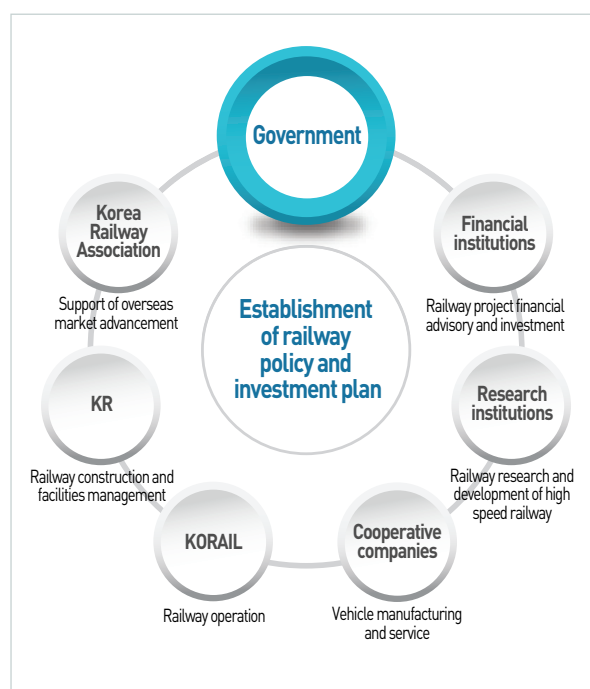 Government
Korea
Railway
Association
Support of overseas
market advancement
Financial
institutions
Railway project financial
advisory and investment
Establishment
of railway
policy and
investment plan
KR
Railway construction and
facilities management
Research
institutions
Railway research and
development of high
speed railway
KORAIL
Railway operation
Cooperative
companies
Vehicle manufacturing
and service